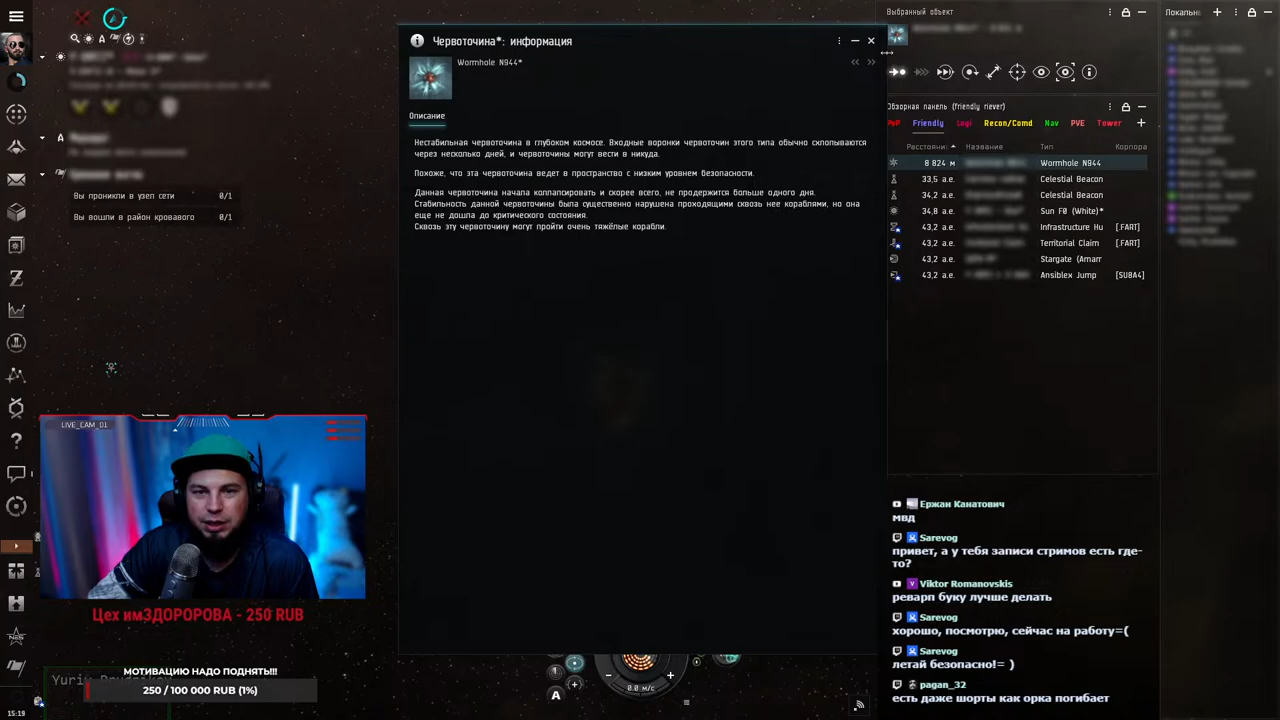 Червоточина*: информация
Wormhole N944*
Описание
Нестабильная червоточина в глубоком космосе. Входные воронки червоточин этого типа обычно схлопываются
через несколько дней, и червоточины могут вести в никуда.
Похоже, что эта червоточина ведет в пространство с низким уровнем безопасности.
Данная червоточина начала коллапсировать и скорее всего, не продержится больше одного дня.
Стабильность данной червоточины была существенно нарушена проходящими сквозь нее кораблями, но она
еще не дошла до критического состояния.
Сквозь эту червоточину могут пройти очень тяжёлые корабли.
Вы проникли в узел сети 0/1
Вы вошли в район кровавого 0/1
Выбранный объект
Обзорная панель (friendly riever)
PvP Friendly Logi Recon/Comd Nav PVE Tower
Расстояни: Название Тип Корпора
8 824 м Wormhole N944
33,5 а.е. Celestial Beacon
34,2 а.е. Celestial Beacon
34,8 а.е. Sun F0 (White)*
43,2 а.е. Infrastructure Hu [.FART]
43,2 а.е. Territorial Claim [.FART]
43,2 а.е. Stargate (Amarr
43,2 а.е. Ansiblex Jump [SUBA4]
Локальн
LIVE_CAM_01
Цех имЗДОРОРОВА - 250 RUB
МОТИВАЦИЮ НАДО ПОДНЯТЬ!!!
250 / 100 000 RUB (1%)
15:19
A
0.0 м/с
Ержан Канатович
мвд
Sarevog
привет, а у тебя записи стримов есть где-
то?
Viktor Romanovskis
реварп буку лучше делать
Sarevog
хорошо, посмотрю, сейчас на работу=(
Sarevog
летай безопасно!= )
pagan_32
есть даже шорты как орка погибает